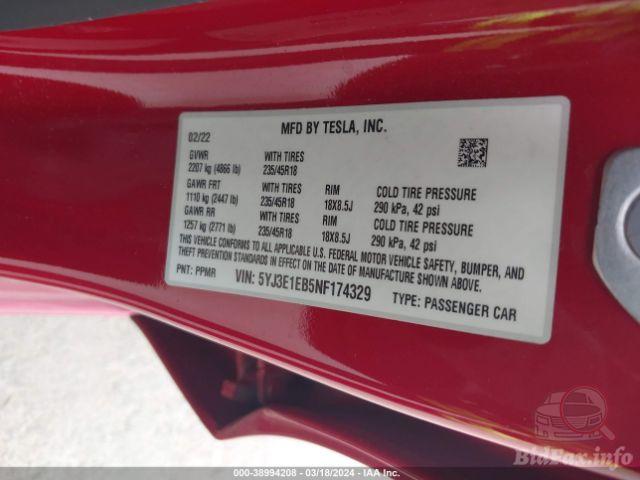 MFD BY TESLA, INC.
02/22
GVWR WITH TIRES
2207 kg (4866 lb) 235/45R18
GAWR FRT WITH TIRES RIM COLD TIRE PRESSURE
1110 kg (2447 lb) 235/45R18 18X8.5J 290 kPa, 42 psi
GAWR RR WITH TIRES RIM COLD TIRE PRESSURE
1257 kg (2771 lb) 235/45R18 18X8.5J 290 kPa, 42 psi
THIS VEHICLE CONFORMS TO ALL APPLICABLE U.S. FEDERAL MOTOR VEHICLE SAFETY, BUMPER, AND
THEFT PREVENTION STANDARDS IN EFFECT ON THE DATE OF MANUFACTURE SHOWN ABOVE.
PNT: PPMR VIN: 5YJ3E1EB5NF174329 TYPE: PASSENGER CAR
BidFax.info
000-38994208 - 03/18/2024 - IAA Inc.